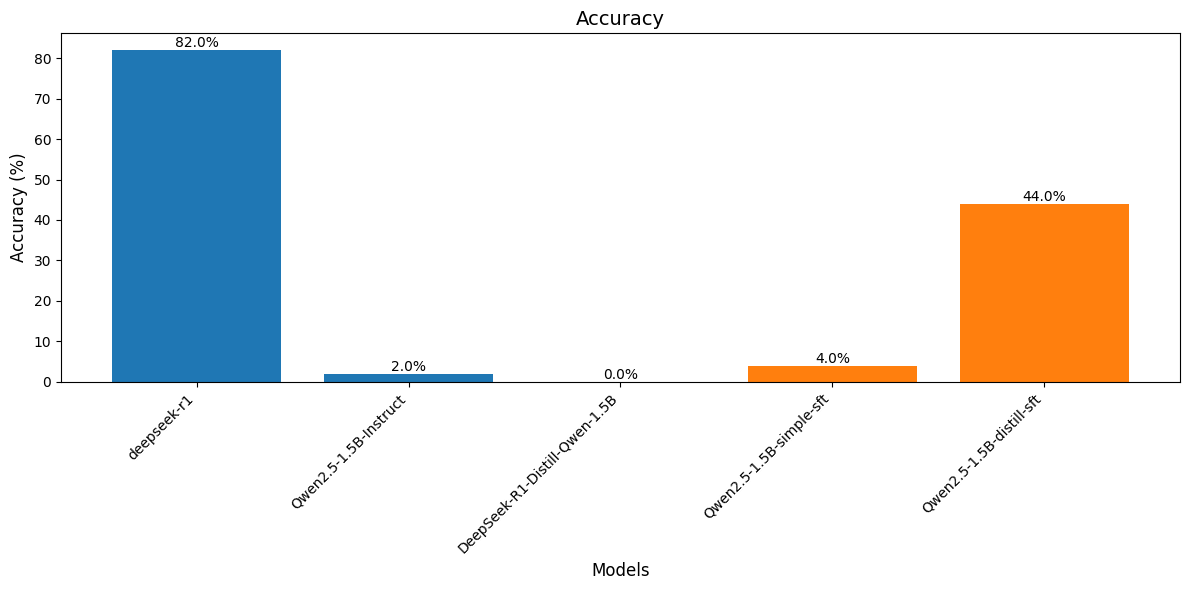 Accuracy
Accuracy (%)
80
70
60
50
40
30
20
10
0
82.0%
2.0%
0.0%
4.0%
44.0%
deepseek-r1
Qwen2.5-1.5B-Instruct
DeepSeek-R1-Distill-Qwen-1.5B
Qwen2.5-1.5B-simple-sft
Qwen2.5-1.5B-distill-sft
Models